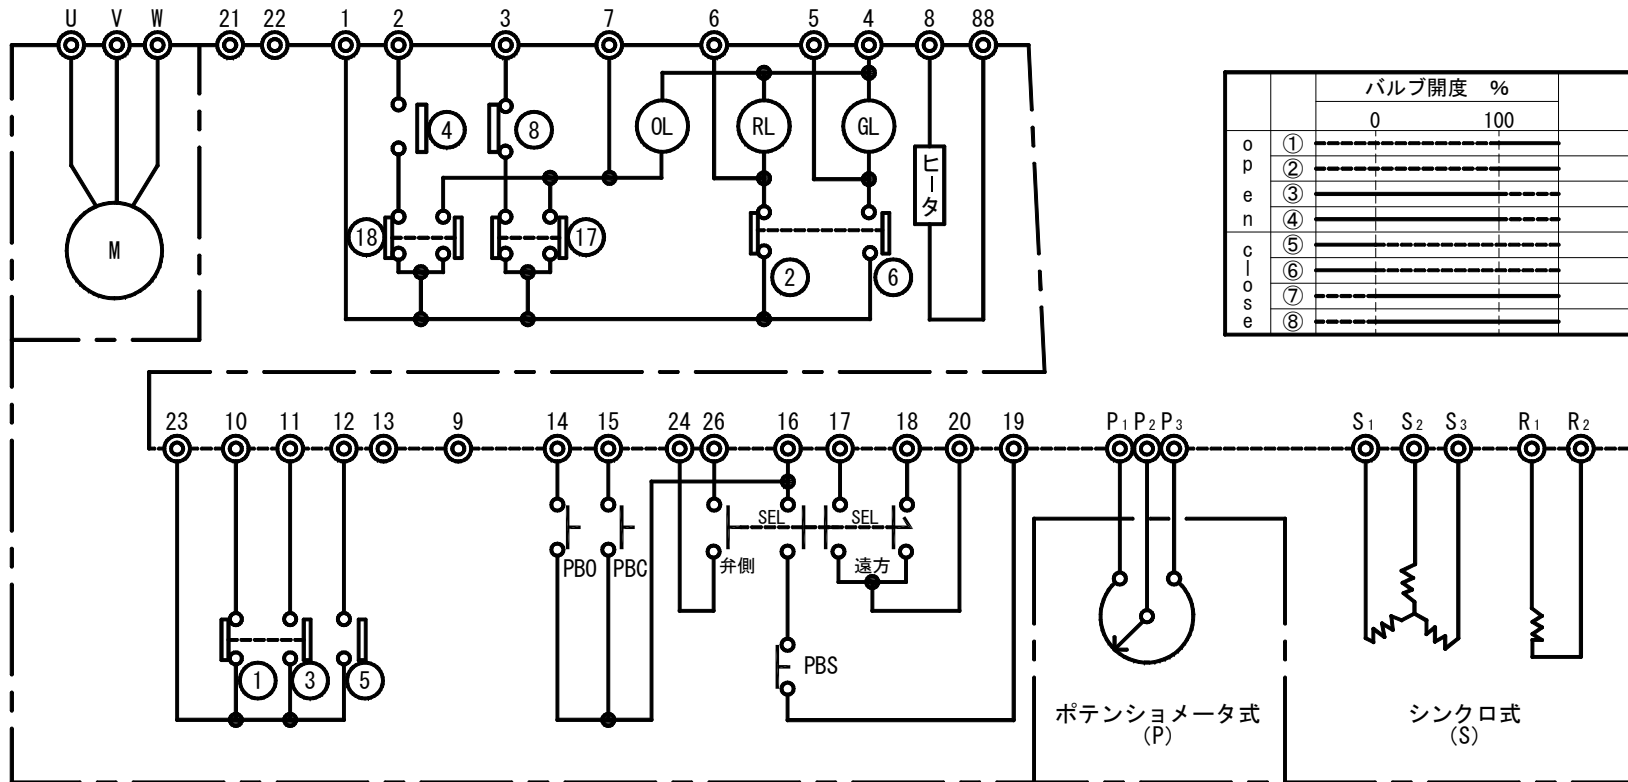 U V W 21 22 1 2 3 7 6 5 4 8 88
M
④ ⑧ OL RL GL ヒータ
⑱ ⑰
② ⑥
バルブ開度 %
0 100
open
①
②
③
④
close
⑤
⑥
⑦
⑧
23 10 11 12 13 9 14 15 24 26 16 17 18 20 19 P1 P2 P3 S1 S2 S3 R1 R2
SEL SEL
PBO PBC 弁側 遠方
① ③ ⑤
PBS
ポテンショメータ式
(P)
シンクロ式
(S)